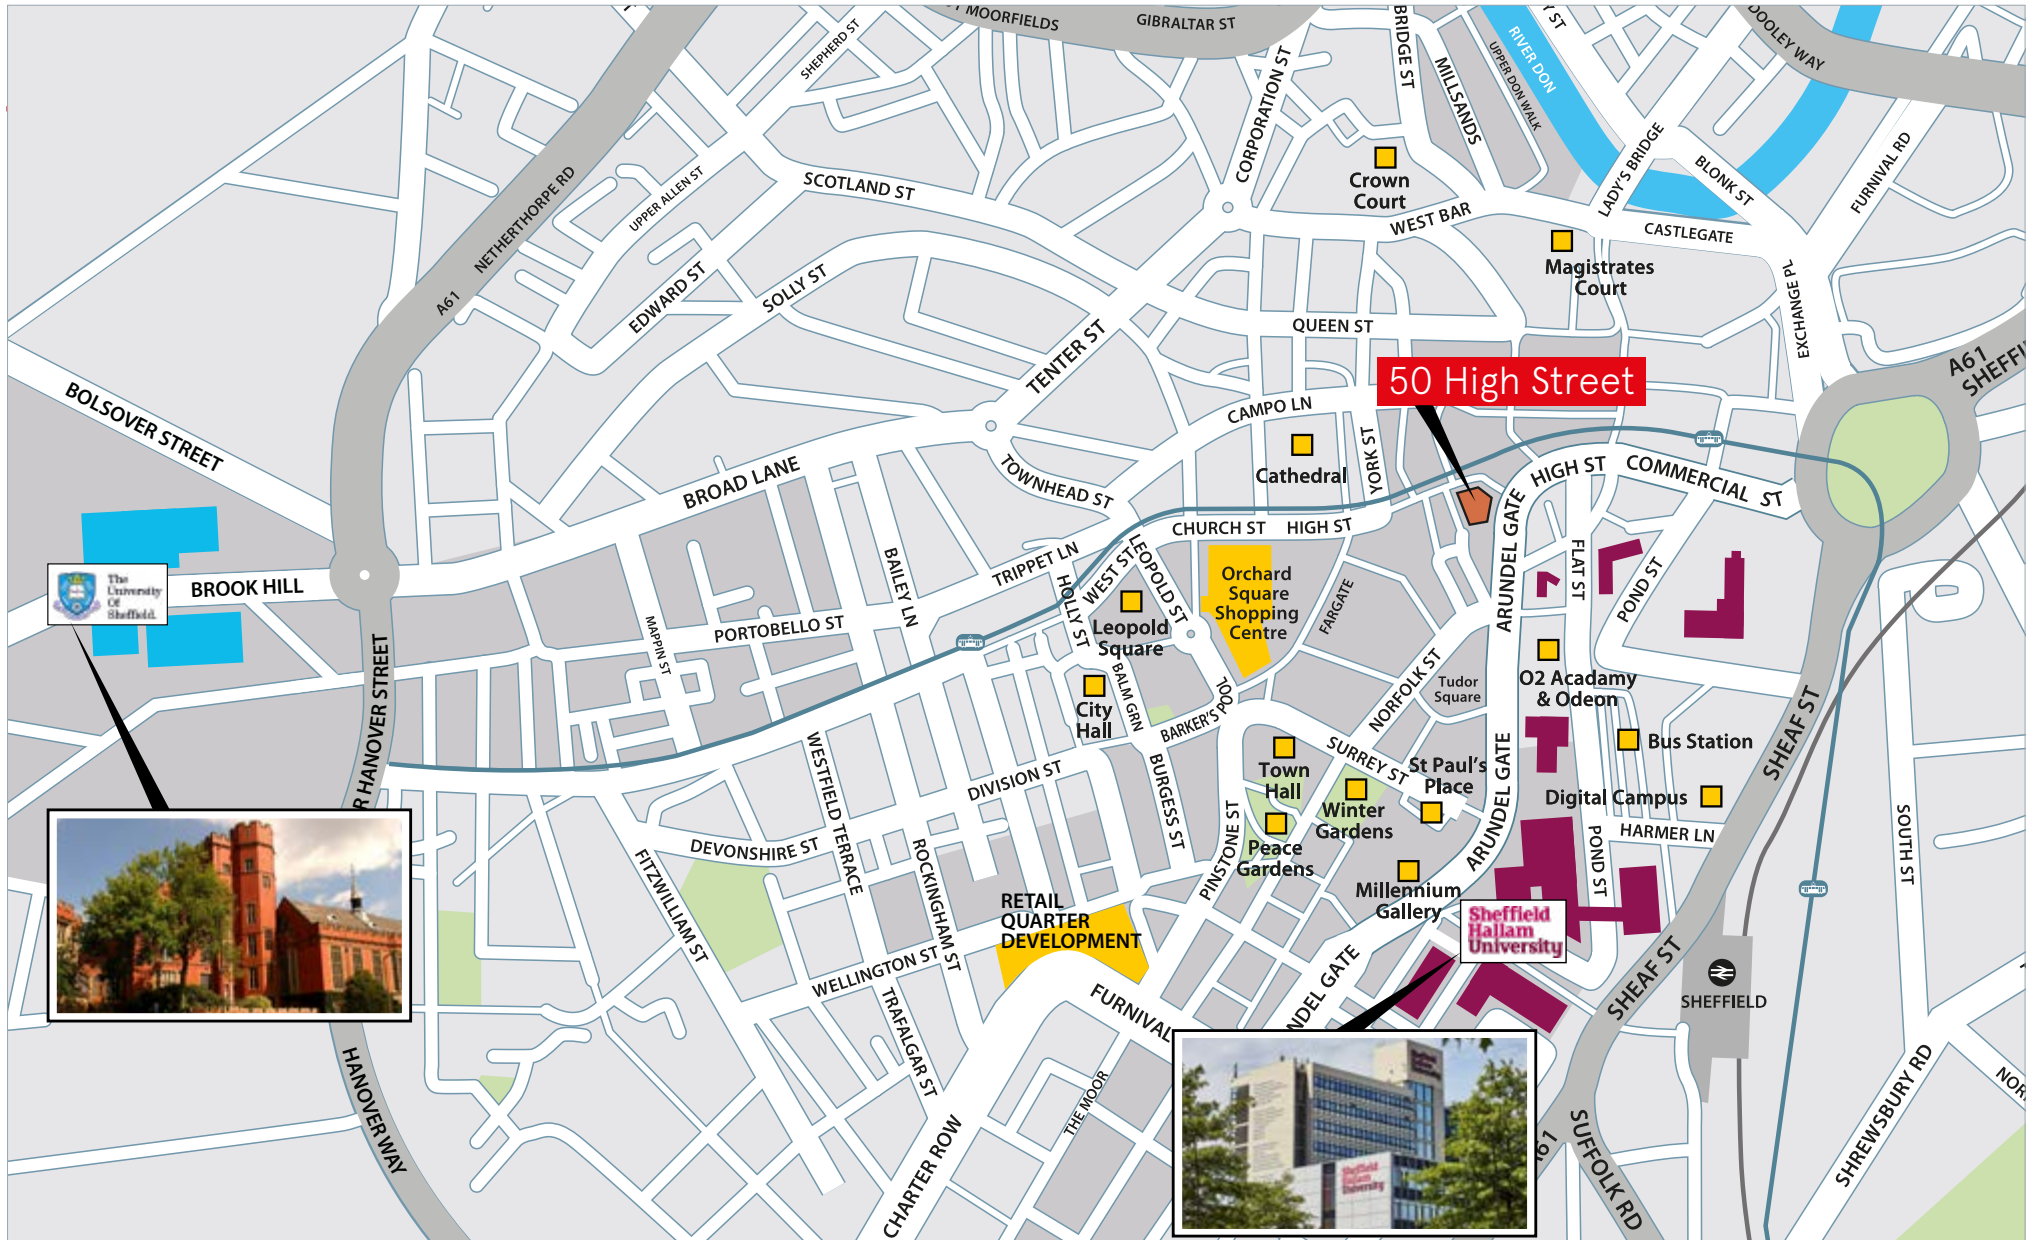 MOORFIELDS
GIBRALTAR ST
SHEPHERD ST
CORPORATION ST
BRIDGE ST
MILLSANDS
UPPER DON WALK
RIVER DON
DOOLEY WAY
LADY'S BRIDGE
BLONK ST
FURNIVAL RD
NETHERTHORPE RD
A61
UPPER ALLEN ST
SCOTLAND ST
Crown
Court
WEST BAR
CASTLEGATE
Magistrates
Court
EDWARD ST
SOLLY ST
TENTER ST
QUEEN ST
EXCHANGE PL
A61
50 High Street
BOLSOVER STREET
CAMPO LN
YORK ST
Cathedral
BROAD LANE
TOWNHEAD ST
HIGH ST
COMMERCIAL ST
CHURCH ST
HIGH ST
ARUNDEL GATE
The
University
Of
Sheffield.
BROOK HILL
BAILEY LN
TRIPPET LN
WEST ST
LEOPOLD ST
HOLLY ST
Orchard
Square
Shopping
Centre
FARGATE
FLAT ST
POND ST
MAPPIN ST
PORTOBELLO ST
Leopold
Square
BALM GRN
City
Hall
BARKER'S POOL
NORFOLK ST
Tudor
Square
O2 Acadamy
& Odeon
HANOVER STREET
WESTFIELD TERRACE
DIVISION ST
BURGESS ST
SURREY ST
Town
Hall
St Paul's
Place
ARUNDEL GATE
Bus Station
SHEAF ST
Winter
Gardens
Digital Campus
HARMER LN
DEVONSHIRE ST
FITZWILLIAM ST
ROCKINGHAM ST
PINSTONE ST
Peace
Gardens
Millennium
Gallery
POND ST
SOUTH ST
RETAIL
QUARTER
DEVELOPMENT
Sheffield
Hallam
University
WELLINGTON ST
TRAFALGAR ST
FURNIVAL
SHEAF ST
SHEFFIELD
HANOVER WAY
THE MOOR
CHARTER ROW
Sheffield
Hallam
University
A61
SUFFOLK RD
SHREWSBURY RD